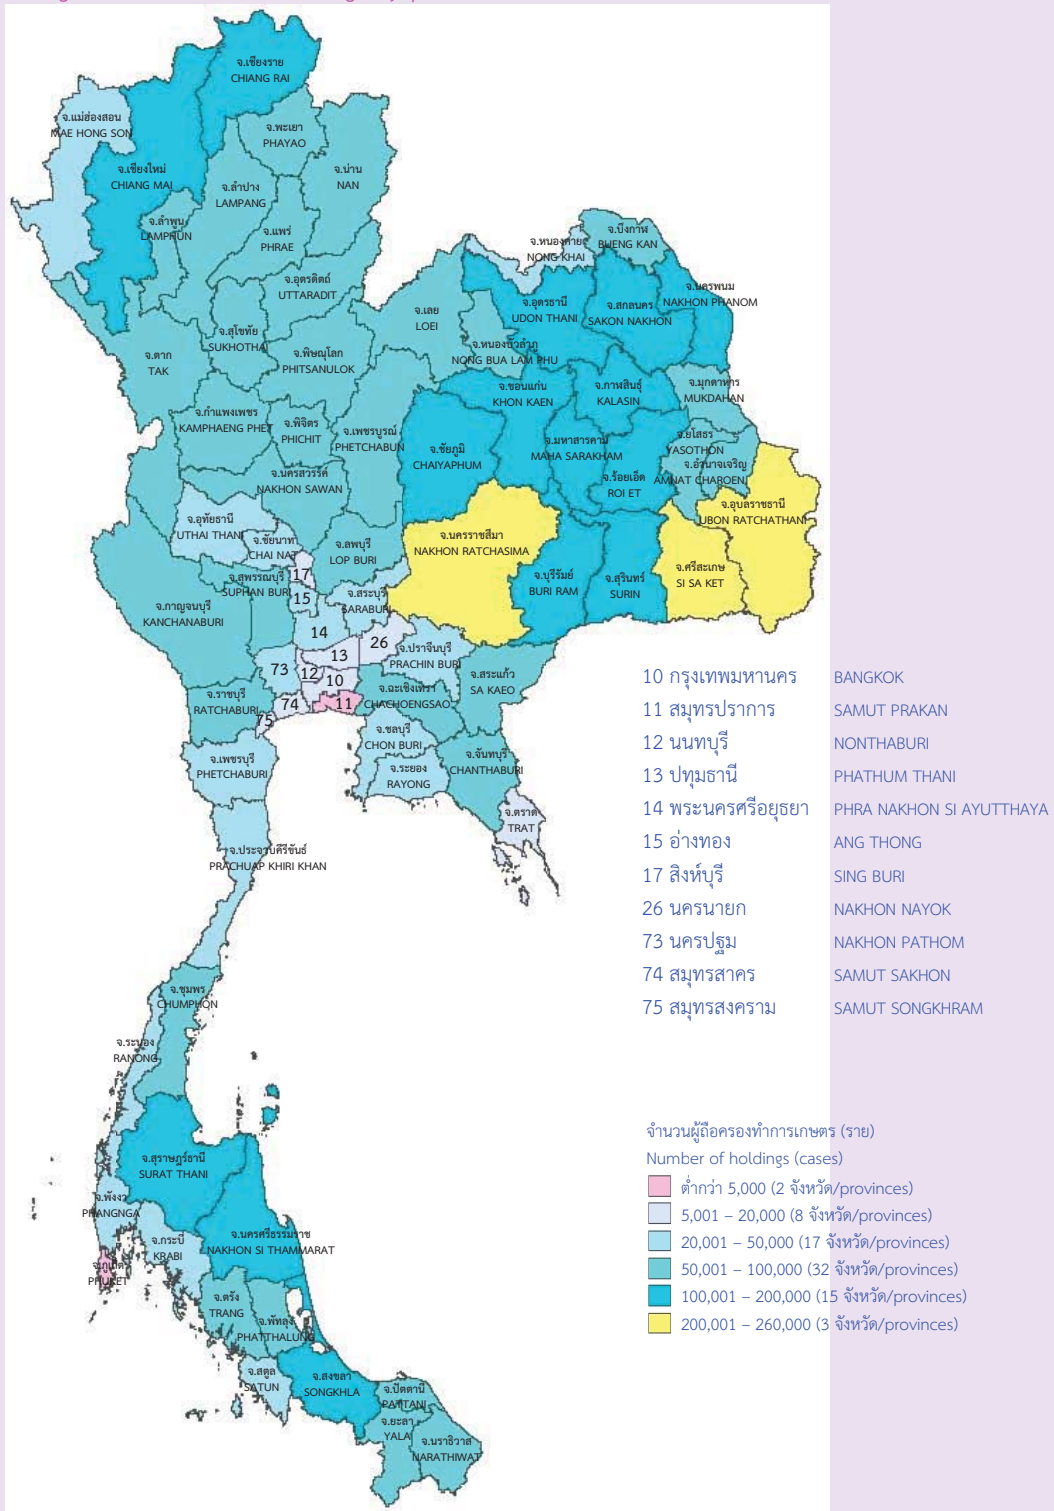 จ.เชียงราย
CHIANG RAI
จ.แม่ฮ่องสอน
MAE HONG SON
จ.พะเยา
PHAYAO
จ.เชียงใหม่
CHIANG MAI
จ.น่าน
NAN
จ.ลำปาง
LAMPANG
จ.ลำพูน
LAMPHUN
จ.แพร่
PHRAE
จ.บึงกาฬ
BUENG KAN
จ.หนองคาย
NONG KHAI
จ.อุตรดิตถ์
UTTARADIT
จ.นครพนม
NAKHON PHANOM
จ.อุดรธานี
UDON THANI
จ.สกลนคร
SAKON NAKHON
จ.เลย
LOEI
จ.สุโขทัย
SUKHOTHAI
จ.หนองบัวลำภู
NONG BUA LAM PHU
จ.ตาก
TAK
จ.พิษณุโลก
PHITSANULOK
จ.ขอนแก่น
KHON KAEN
จ.กาฬสินธุ์
KALASIN
จ.มุกดาหาร
MUKDAHAN
จ.กำแพงเพชร
KAMPHAENG PHET
จ.พิจิตร
PHICHIT
จ.เพชรบูรณ์
PHETCHABUN
จ.ชัยภูมิ
CHAIYAPHUM
จ.มหาสารคาม
MAHA SARAKHAM
จ.ยโสธร
YASOTHON
จ.อำนาจเจริญ
AMNAT CHAROEN
จ.ร้อยเอ็ด
ROI ET
จ.นครสวรรค์
NAKHON SAWAN
จ.อุบลราชธานี
UBON RATCHATHANI
จ.อุทัยธานี
UTHAI THANI
จ.ชัยนาท
CHAI NAT
จ.ลพบุรี
LOP BURI
จ.นครราชสีมา
NAKHON RATCHASIMA
จ.บุรีรัมย์
BURI RAM
จ.สุรินทร์
SURIN
จ.ศรีสะเกษ
SI SA KET
จ.สุพรรณบุรี
SUPHAN BURI
17
15
จ.สระบุรี
SARABURI
จ.กาญจนบุรี
KANCHANABURI
14
26
13
จ.ปราจีนบุรี
PRACHIN BURI
73
12
10
จ.สระแก้ว
SA KAEO
จ.ราชบุรี
RATCHABURI
74
11
75
จ.ฉะเชิงเทรา
CHACHOENGSAO
จ.ชลบุรี
CHON BURI
จ.เพชรบุรี
PHETCHABURI
จ.ระยอง
RAYONG
จ.จันทบุรี
CHANTHABURI
จ.ตราด
TRAT
จ.ประจวบคีรีขันธ์
PRACHUAP KHIRI KHAN
10 กรุงเทพมหานคร BANGKOK
11 สมุทรปราการ SAMUT PRAKAN
12 นนทบุรี NONTHABURI
13 ปทุมธานี PHATHUM THANI
14 พระนครศรีอยุธยา PHRA NAKHON SI AYUTTHAYA
15 อ่างทอง ANG THONG
17 สิงห์บุรี SING BURI
26 นครนายก NAKHON NAYOK
73 นครปฐม NAKHON PATHOM
74 สมุทรสาคร SAMUT SAKHON
75 สมุทรสงคราม SAMUT SONGKHRAM
จ.ชุมพร
CHUMPHON
จ.ระนอง
RANONG
จ.สุราษฎร์ธานี
SURAT THANI
จ.พังงา
PHANGNGA
จ.กระบี่
KRABI
จ.นครศรีธรรมราช
NAKHON SI THAMMARAT
จ.ภูเก็ต
PHUKET
จ.ตรัง
TRANG
จ.พัทลุง
PHATTHALUNG
จ.สตูล
SATUN
จ.สงขลา
SONGKHLA
จ.ปัตตานี
PATTANI
จ.ยะลา
YALA
จ.นราธิวาส
NARATHIWAT
จำนวนผู้ถือครองทำการเกษตร (ราย)
Number of holdings (cases)
ต่ำกว่า 5,000 (2 จังหวัด/provinces)
5,001 – 20,000 (8 จังหวัด/provinces)
20,001 – 50,000 (17 จังหวัด/provinces)
50,001 – 100,000 (32 จังหวัด/provinces)
100,001 – 200,000 (15 จังหวัด/provinces)
200,001 – 260,000 (3 จังหวัด/provinces)